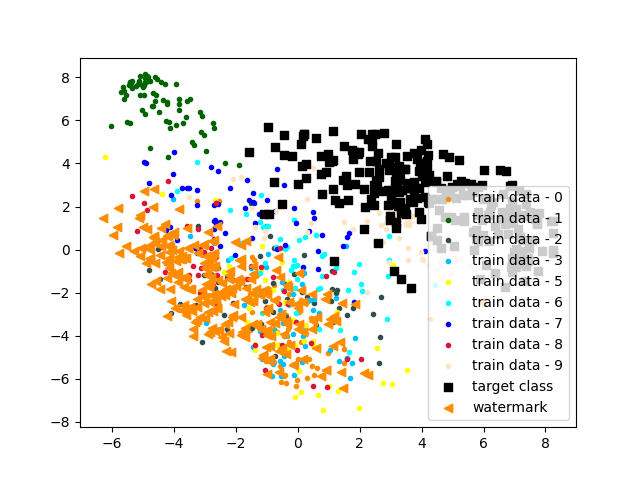 8
6
4
2
0
−2
−4
−6
−8
−6
−4
−2
0
2
4
6
8
train data - 0
train data - 1
train data - 2
train data - 3
train data - 5
train data - 6
train data - 7
train data - 8
train data - 9
target class
watermark